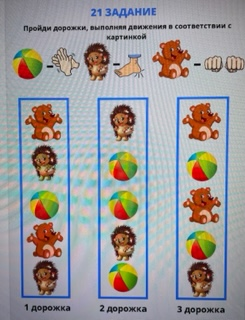 21 ЗАДАНИЕ
Пройди дорожки, выполняя движения в соответствии с
картинкой
- - -
1 дорожка 2 дорожка 3 дорожка